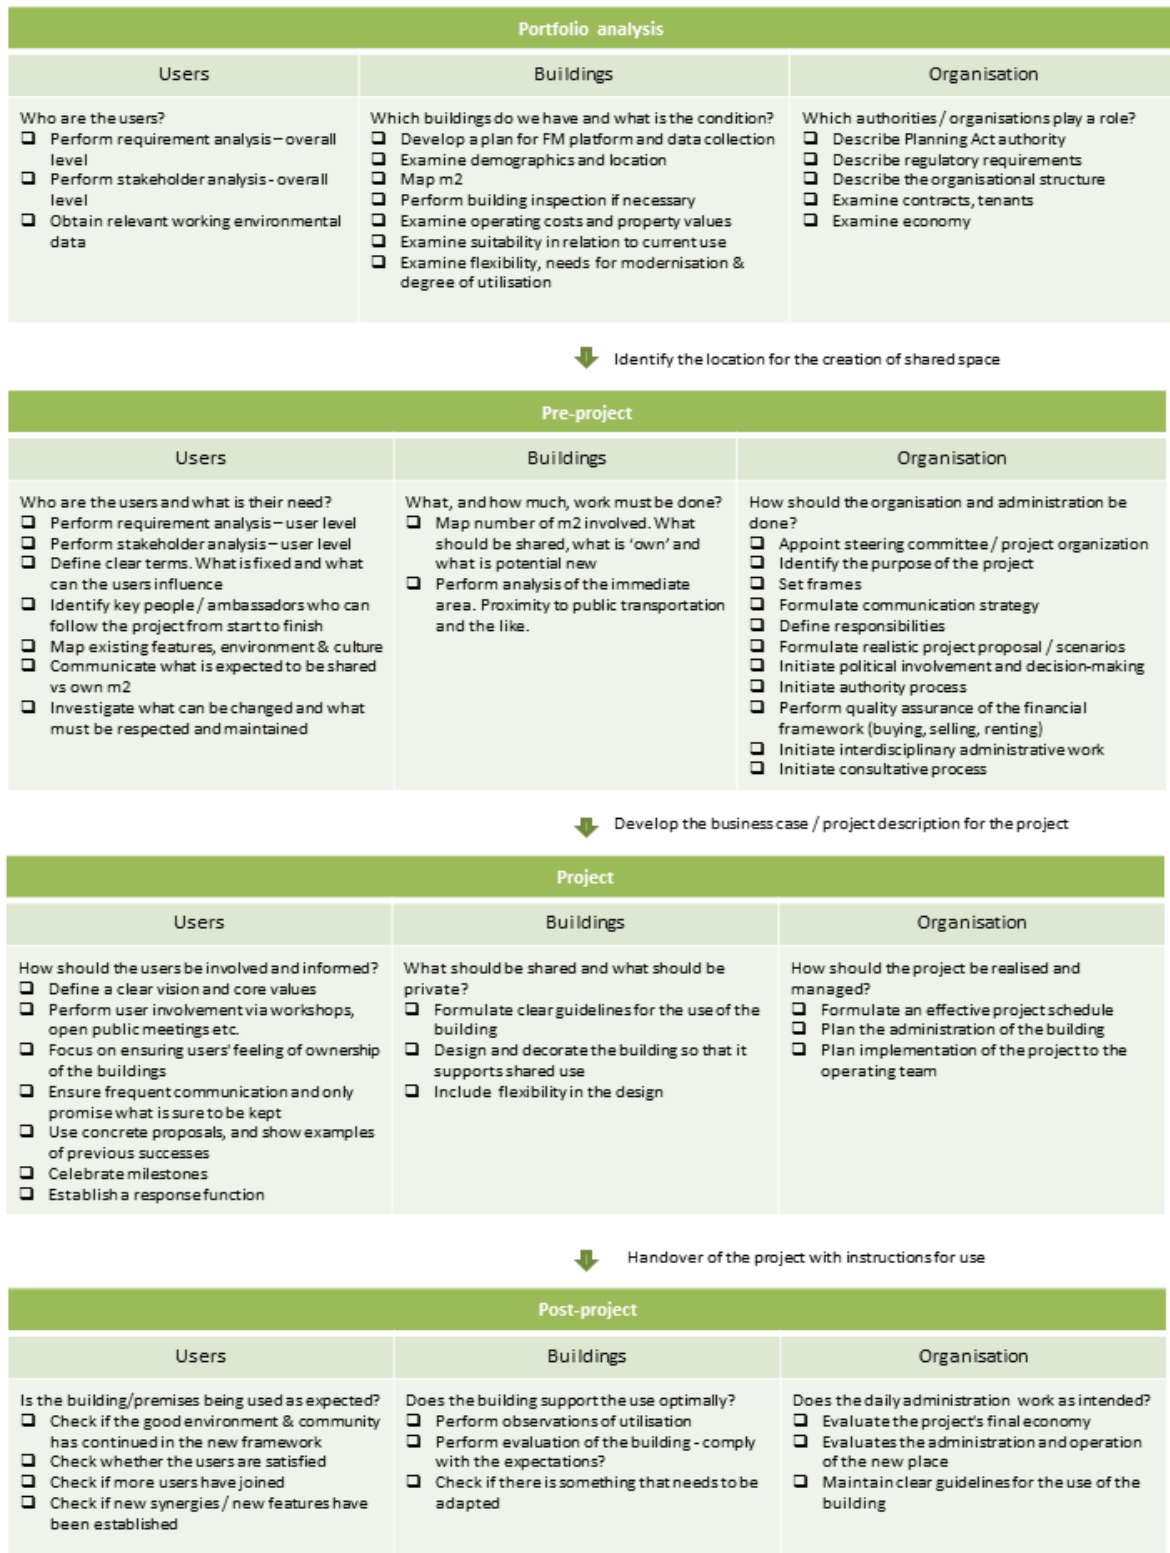 Portfolio analysis
Users
Buildings
Organisation
Who are the users?
❑ Perform requirement analysis – overall
level
❑ Perform stakeholder analysis - overall
level
❑ Obtain relevant working environmental
data
Which buildings do we have and what is the condition?
❑ Develop a plan for FM platform and data collection
❑ Examine demographics and location
❑ Map m2
❑ Perform building inspection if necessary
❑ Examine operating costs and property values
❑ Examine suitability in relation to current use
❑ Examine flexibility, needs for modernisation &
degree of utilisation
Which authorities / organisations play a role?
❑ Describe Planning Act authority
❑ Describe regulatory requirements
❑ Describe the organisational structure
❑ Examine contracts, tenants
❑ Examine economy
Identify the location for the creation of shared space
Pre-project
Users
Buildings
Organisation
Who are the users and what is their need?
❑ Perform requirement analysis – user level
❑ Perform stakeholder analysis – user level
❑ Define clear terms. What is fixed and what
can the users influence
❑ Identify key people / ambassadors who can
follow the project from start to finish
❑ Map existing features, environment & culture
❑ Communicate what is expected to be shared
vs own m2
❑ Investigate what can be changed and what
must be respected and maintained
What, and how much, work must be done?
❑ Map number of m2 involved. What
should be shared, what is ‘own’ and
what is potential new
❑ Perform analysis of the immediate
area. Proximity to public transportation
and the like.
How should the organisation and administration be
done?
❑ Appoint steering committee / project organization
❑ Identify the purpose of the project
❑ Set frames
❑ Formulate communication strategy
❑ Define responsibilities
❑ Formulate realistic project proposal / scenarios
❑ Initiate political involvement and decision-making
❑ Initiate authority process
❑ Perform quality assurance of the financial
framework (buying, selling, renting)
❑ Initiate interdisciplinary administrative work
❑ Initiate consultative process
Develop the business case / project description for the project
Project
Users
Buildings
Organisation
How should the users be involved and informed?
❑ Define a clear vision and core values
❑ Perform user involvement via workshops,
open public meetings etc.
❑ Focus on ensuring users' feeling of ownership
of the buildings
❑ Ensure frequent communication and only
promise what is sure to be kept
❑ Use concrete proposals, and show examples
of previous successes
❑ Celebrate milestones
❑ Establish a response function
What should be shared and what should be
private?
❑ Formulate clear guidelines for the use of the
building
❑ Design and decorate the building so that it
supports shared use
❑ Include flexibility in the design
How should the project be realised and
managed?
❑ Formulate an effective project schedule
❑ Plan the administration of the building
❑ Plan implementation of the project to the
operating team
Handover of the project with instructions for use
Post-project
Users
Buildings
Organisation
Is the building/premises being used as expected?
❑ Check if the good environment & community
has continued in the new framework
❑ Check whether the users are satisfied
❑ Check if more users have joined
❑ Check if new synergies / new features have
been established
Does the building support the use optimally?
❑ Perform observations of utilisation
❑ Perform evaluation of the building - comply
with the expectations?
❑ Check if there is something that needs to be
adapted
Does the daily administration work as intended?
❑ Evaluate the project's final economy
❑ Evaluates the administration and operation
of the new place
❑ Maintain clear guidelines for the use of the
building